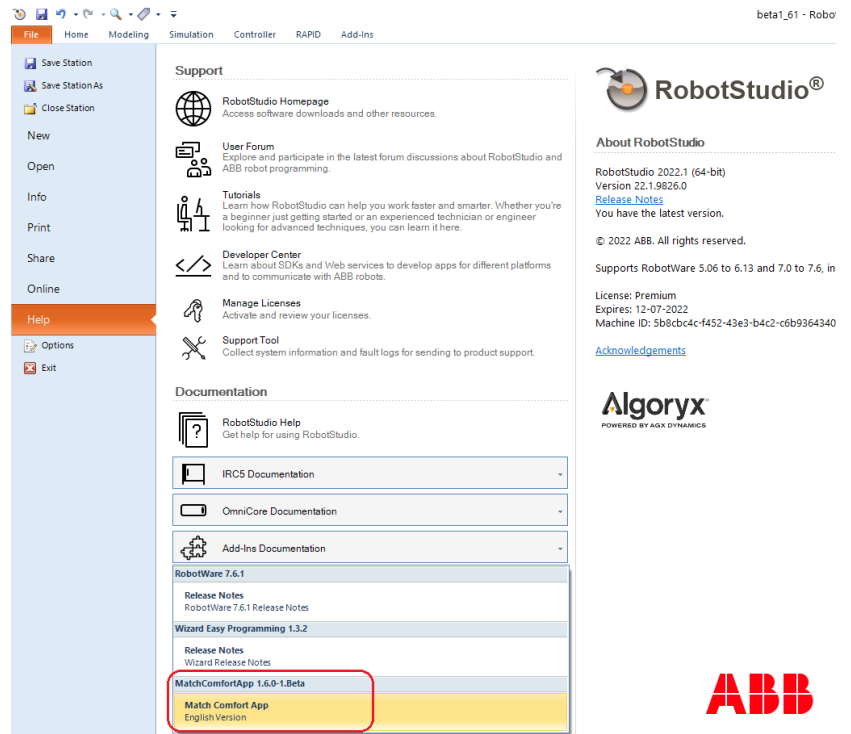 beta1_61 - Robo
File Home Modeling Simulation Controller RAPID Add-Ins
Save Station
Save Station As
Close Station
New
Open
Info
Print
Share
Online
Help
Options
Exit
Support
RobotStudio Homepage
Access software downloads and other resources.
User Forum
Explore and participate in the latest forum discussions about RobotStudio and
ABB robot programming.
Tutorials
Learn how RobotStudio can help you work faster and smarter. Whether you're
a beginner just getting started or an experienced technician or engineer
looking for advanced techniques, you can learn it here.
Developer Center
Learn about SDKs and Web services to develop apps for different platforms
and to communicate with ABB robots.
Manage Licenses
Activate and review your licenses.
Support Tool
Collect system information and fault logs for sending to product support.
Documentation
RobotStudio Help
Get help for using RobotStudio.
IRC5 Documentation
OmniCore Documentation
Add-Ins Documentation
RobotWare 7.6.1
Release Notes
RobotWare 7.6.1 Release Notes
Wizard Easy Programming 1.3.2
Release Notes
Wizard Release Notes
MatchComfortApp 1.6.0-1.Beta
Match Comfort App
English Version
RobotStudio®
About RobotStudio
RobotStudio 2022.1 (64-bit)
Version 22.1.9826.0
Release Notes
You have the latest version.
© 2022 ABB. All rights reserved.
Supports RobotWare 5.06 to 6.13 and 7.0 to 7.6, in
License: Premium
Expires: 12-07-2022
Machine ID: 5b8cbc4c-f452-43e3-b4c2-c6b9364340
Acknowledgements
Algoryx
POWERED BY AGX DYNAMICS
ABB